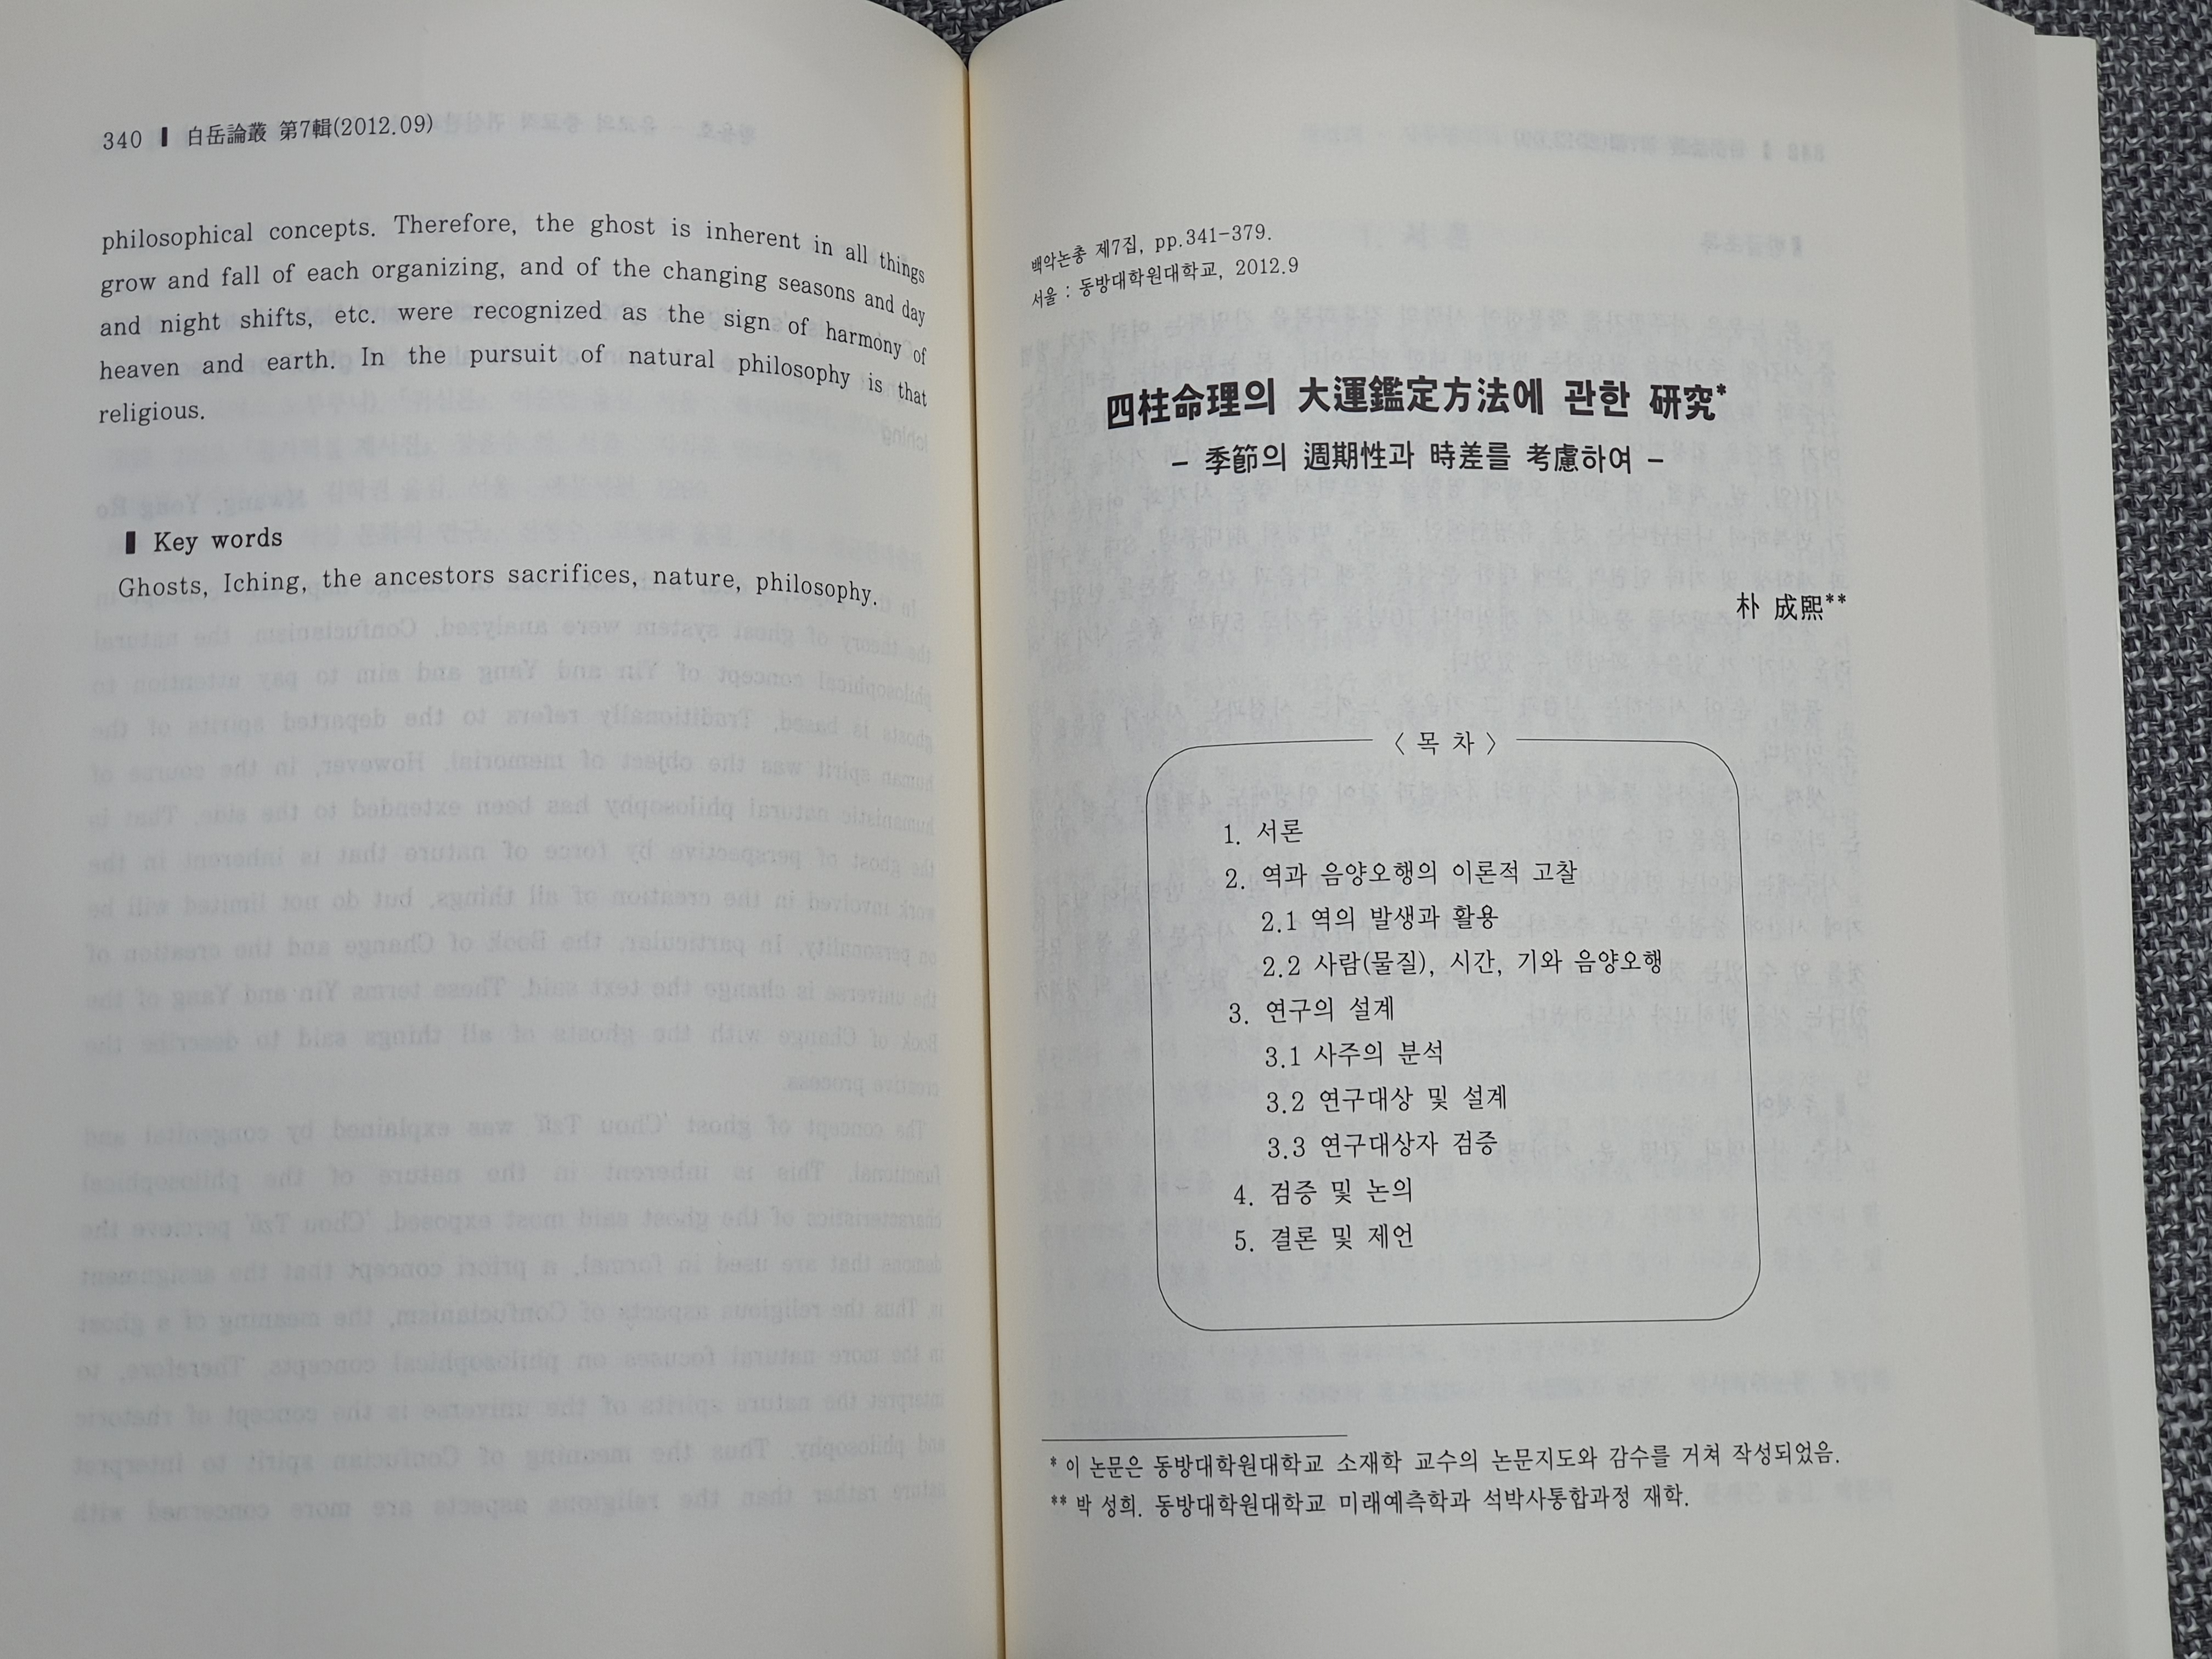 340 ▌ 白岳論叢 第7輯(2012.09)
philosophical concepts. Therefore, the ghost is inherent in all things
grow and fall of each organizing, and of the changing seasons and day
and night shifts, etc. were recognized as the sign of harmony of
heaven and earth. In the pursuit of natural philosophy is that
religious.
▌ Key words
Ghosts, Iching, the ancestors sacrifices, nature, philosophy.
백악논총 제7집, pp.341-379.
서울 : 동방대학원대학교, 2012.9
四柱命理의 大運鑑定方法에 관한 研究*
- 季節의 週期性과 時差를 考慮하여 -
朴 成熙**
〈 목 차 〉
1. 서론
2. 역과 음양오행의 이론적 고찰
2.1 역의 발생과 활용
2.2 사람(물질), 시간, 기와 음양오행
3. 연구의 설계
3.1 사주의 분석
3.2 연구대상 및 설계
3.3 연구대상자 검증
4. 검증 및 논의
5. 결론 및 제언
* 이 논문은 동방대학원대학교 소재학 교수의 논문지도와 감수를 거쳐 작성되었음.
** 박 성희. 동방대학원대학교 미래예측학과 석박사통합과정 재학.